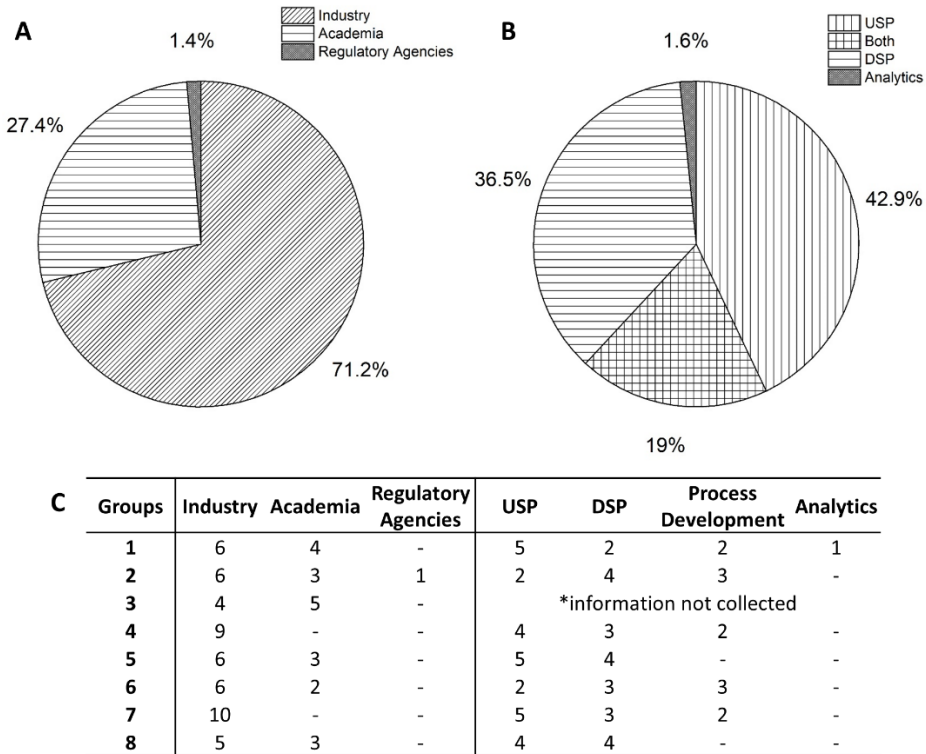 A
1.4%
Industry
Academia
Regulatory Agencies
27.4%
71.2%
B
1.6%
USP
Both
DSP
Analytics
36.5%
42.9%
19%
C
Groups Industry Academia Regulatory Agencies USP DSP Process Development Analytics
1 6 4 - 5 2 2 1
2 6 3 1 2 4 3 -
3 4 5 - *information not collected
4 9 - - 4 3 2 -
5 6 3 - 5 4 - -
6 6 2 - 2 3 3 -
7 10 - - 5 3 2 -
8 5 3 - 4 4 - -